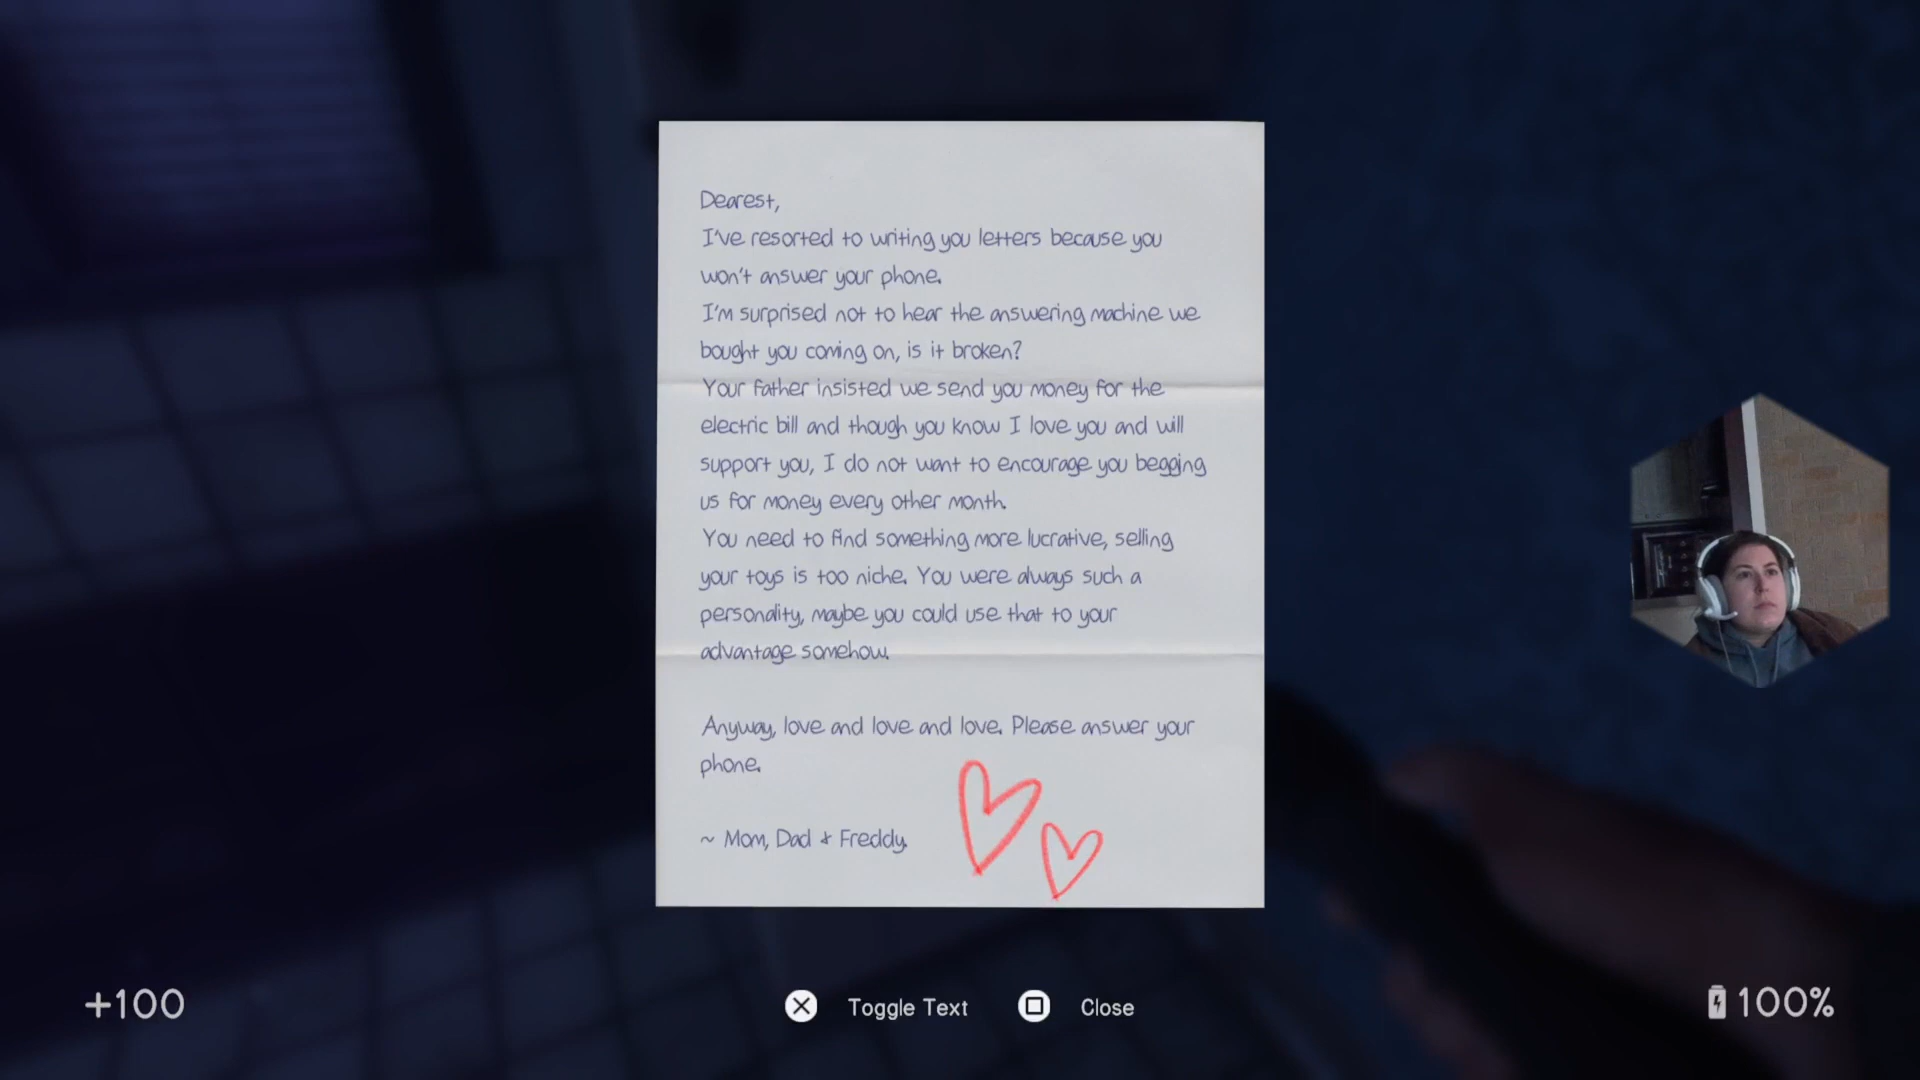 Dearest,
I've resorted to writing you letters because you
won't answer your phone.
I'm surprised not to hear the answering machine we
bought you coming on, is it broken?
Your father insisted we send you money for the
electric bill and though you know I love you and will
support you, I do not want to encourage you begging
us for money every other month.
You need to find something more lucrative, selling
your toys is too niche. You were always such a
personality, maybe you could use that to your
advantage somehow.
Anyway, love and love and love. Please answer your
phone.
~ Mom, Dad + Freddy.
+100
Toggle Text
Close
100%